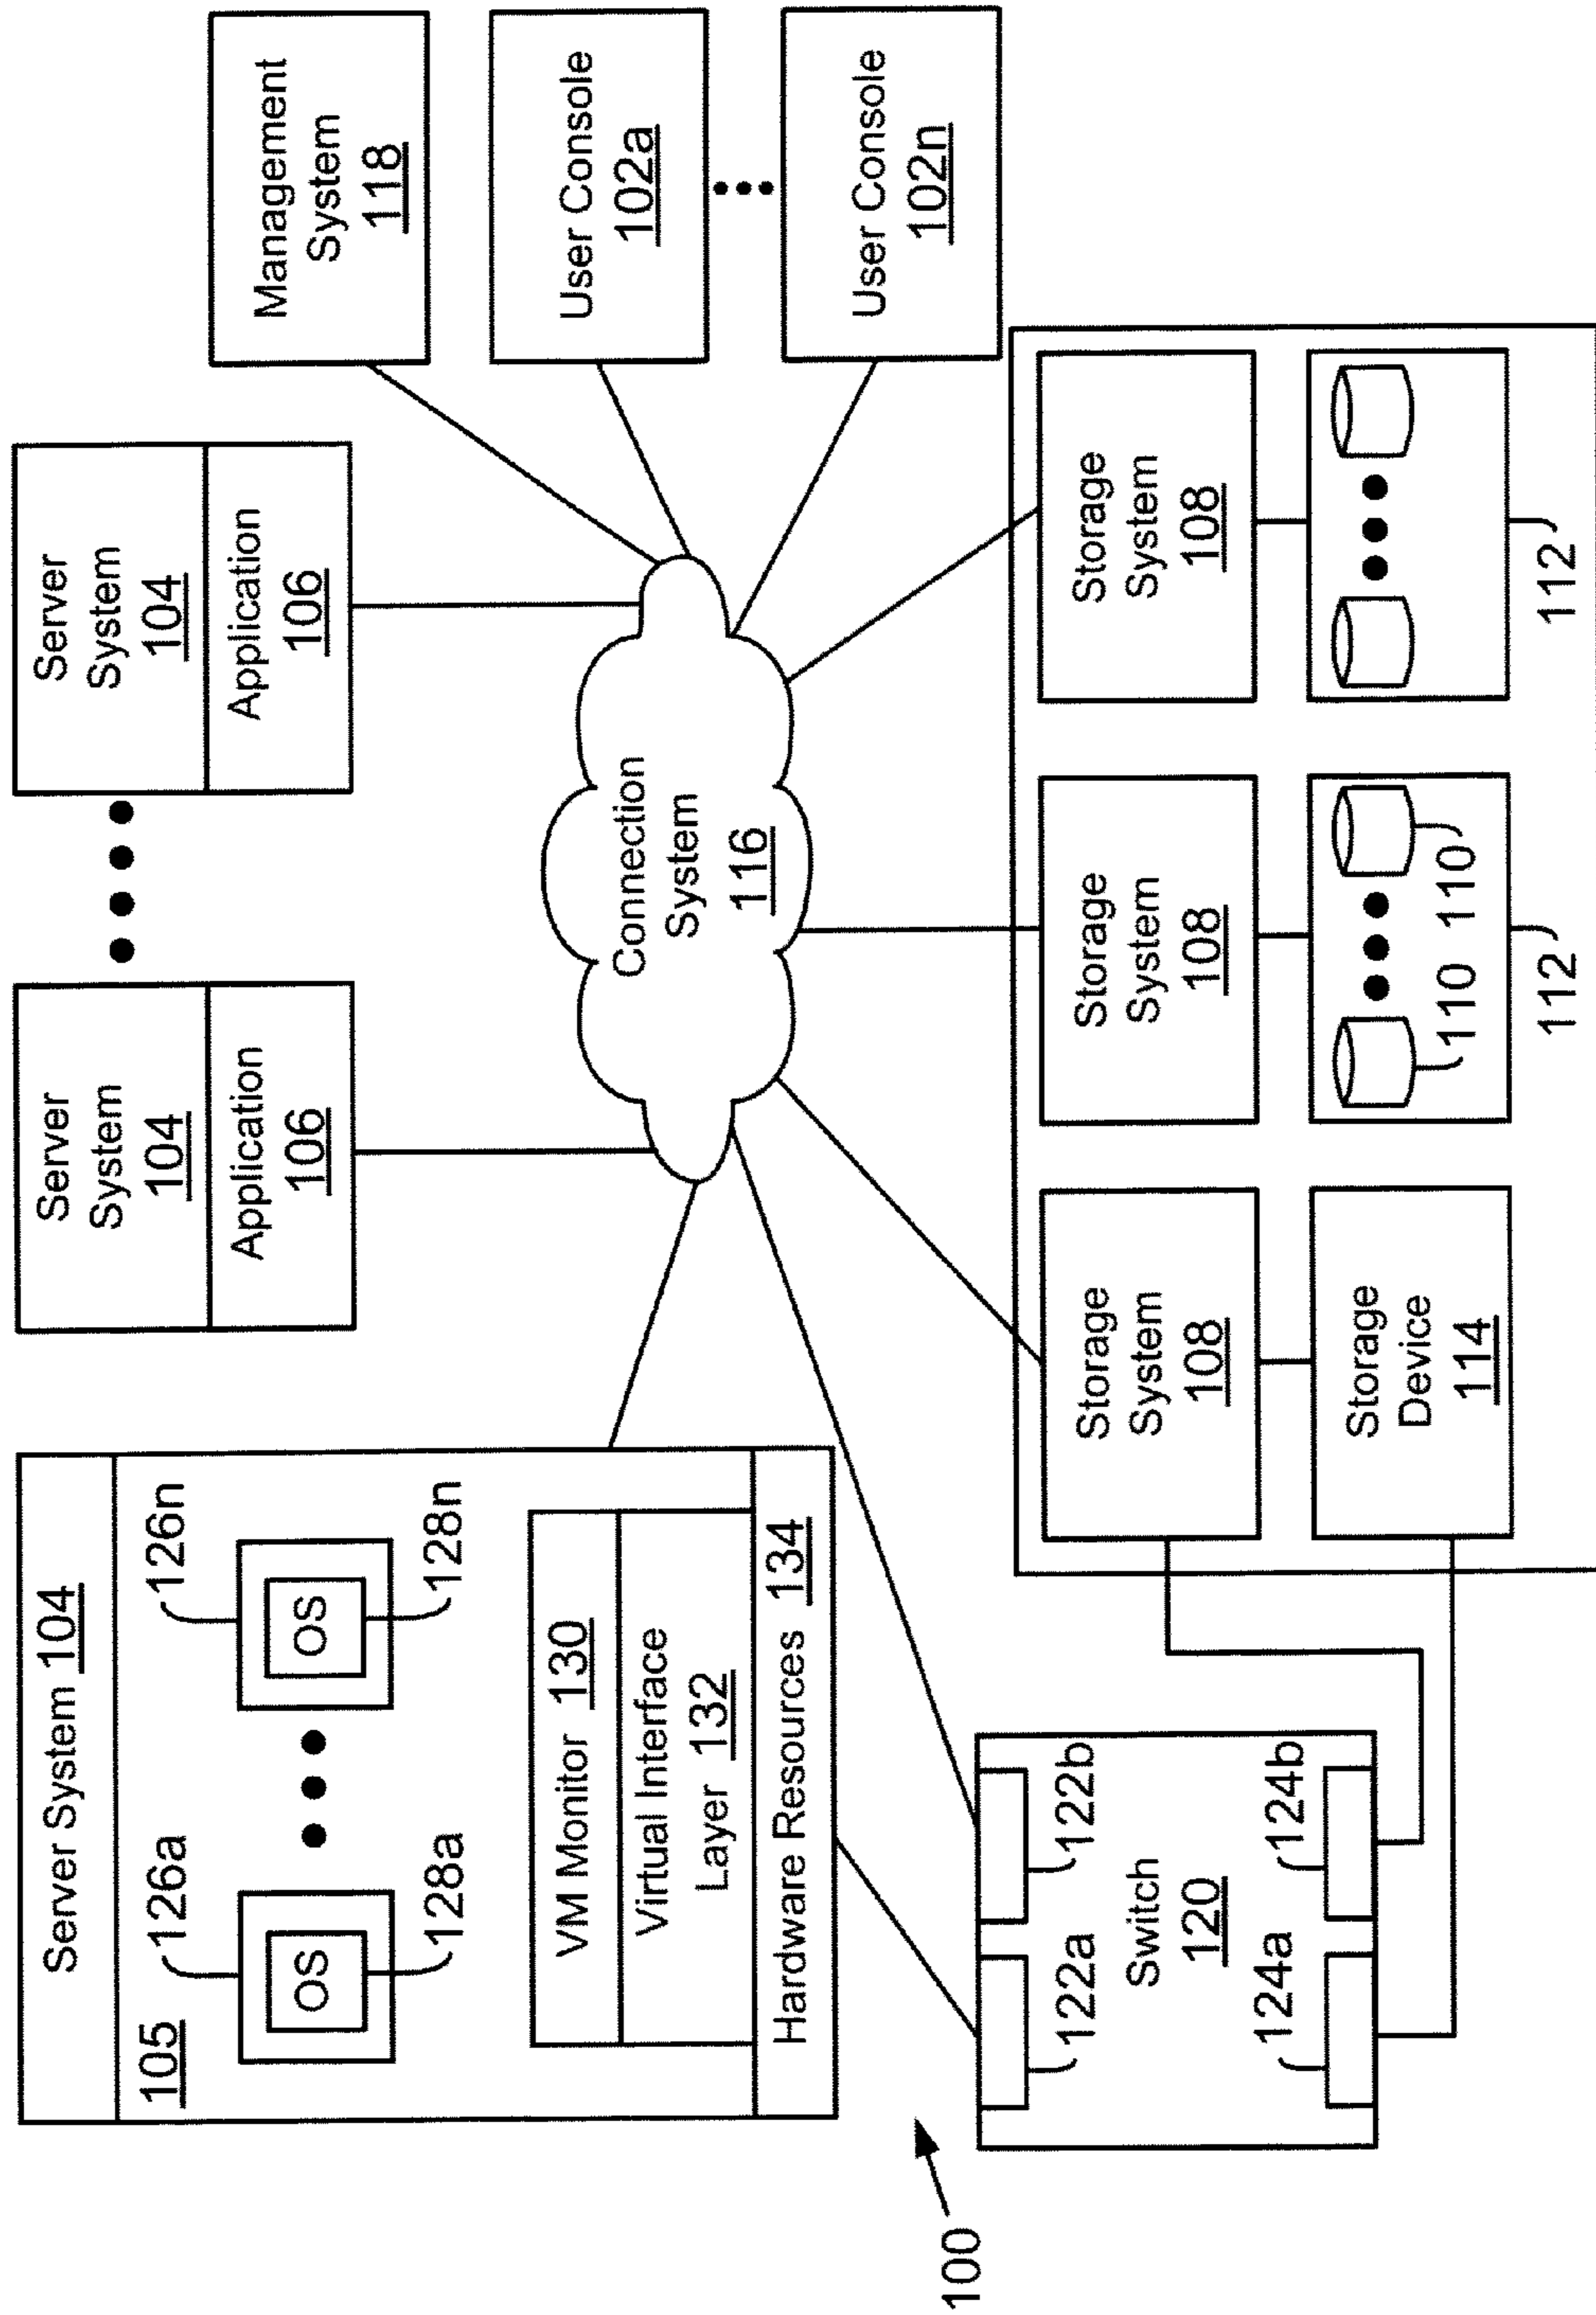 Server System 104
105
126a
126n
OS
OS
128a
128n
VM Monitor 130
Virtual Interface
Layer 132
Hardware Resources 134
Server
System
104
Application
106
Server
System
104
Application
106
Management
System
118
User Console
102a
User Console
102n
Connection
System
116
100
122a
122b
Switch
120
124a
124b
Storage
System
108
Storage
System
108
Storage
System
108
Storage
Device
114
110
110
112
112